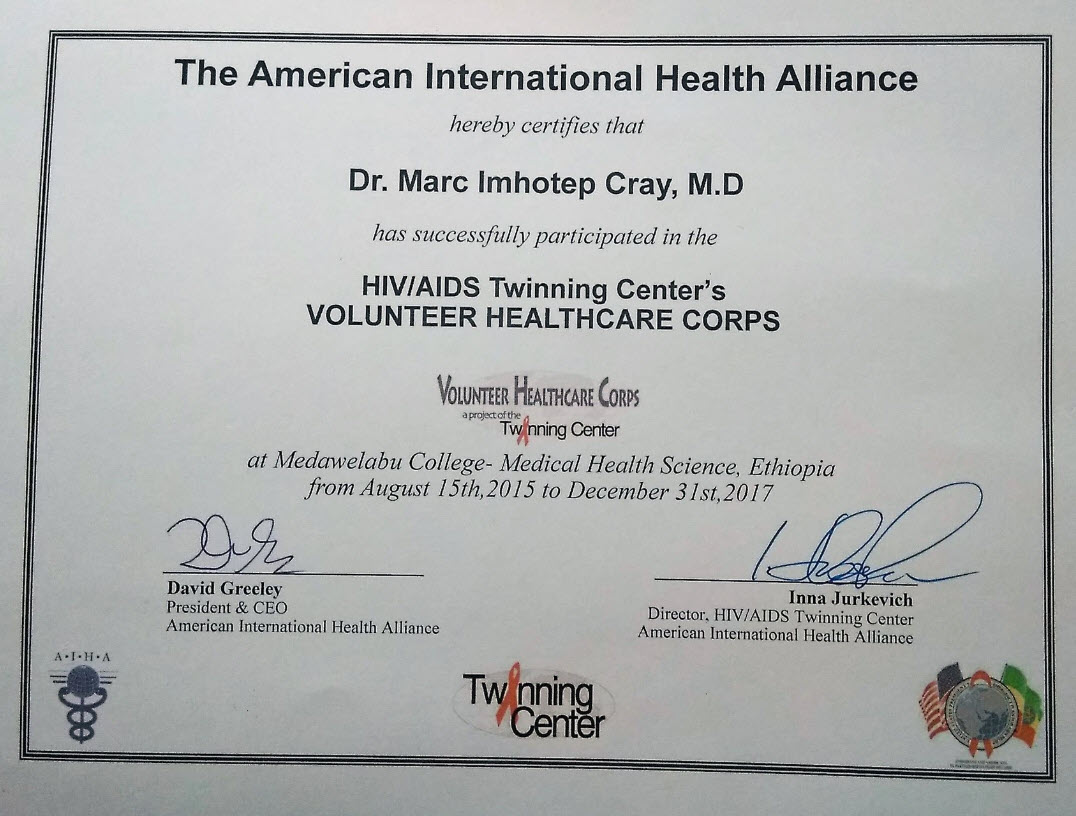 The American International Health Alliance
hereby certifies that
Dr. Marc Imhotep Cray, M.D
has successfully participated in the
HIV/AIDS Twinning Center's
VOLUNTEER HEALTHCARE CORPS
VOLUNTEER HEALTHCARE CORPS
a project of the
Twinning Center
at Medawelabu College- Medical Health Science, Ethiopia
from August 15th,2015 to December 31st,2017
David Greeley
President & CEO
American International Health Alliance
Inna Jurkevich
Director, HIV/AIDS Twinning Center
American International Health Alliance
A·I·H·A
Twinning
Center